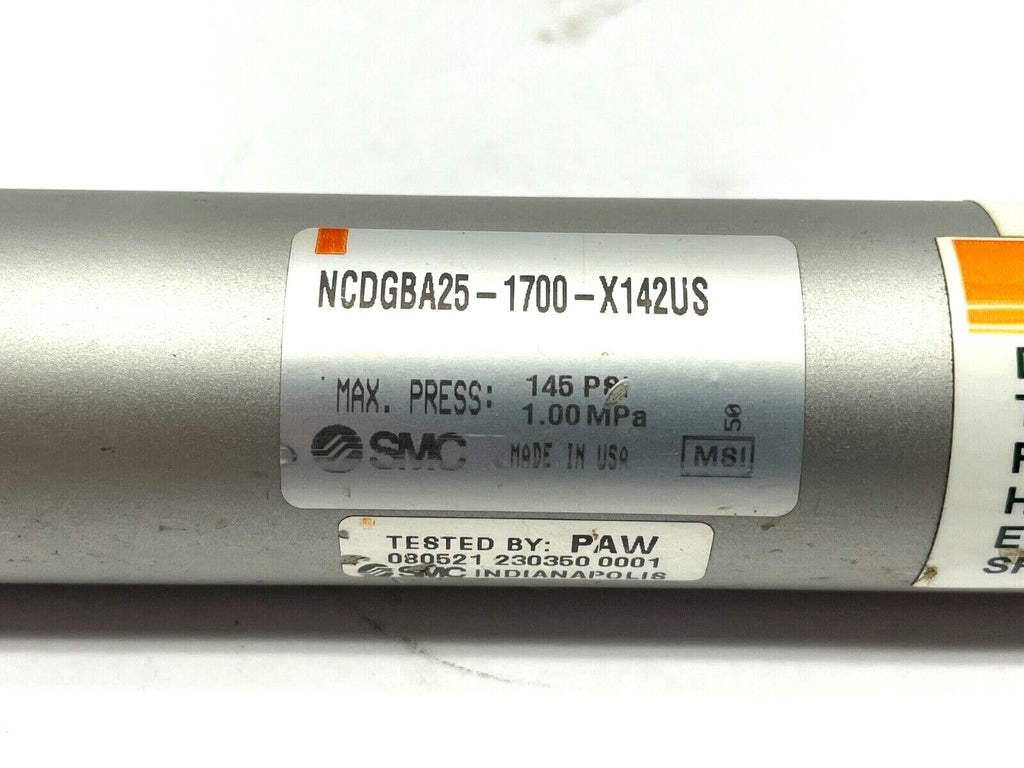 NCDGBA25-1700-X142US
MAX. PRESS: 145 PSI
1.00 MPa
SMC MADE IN USA MSI 50
TESTED BY: PAW
080521 230350 0001
SMC INDIANAPOLIS